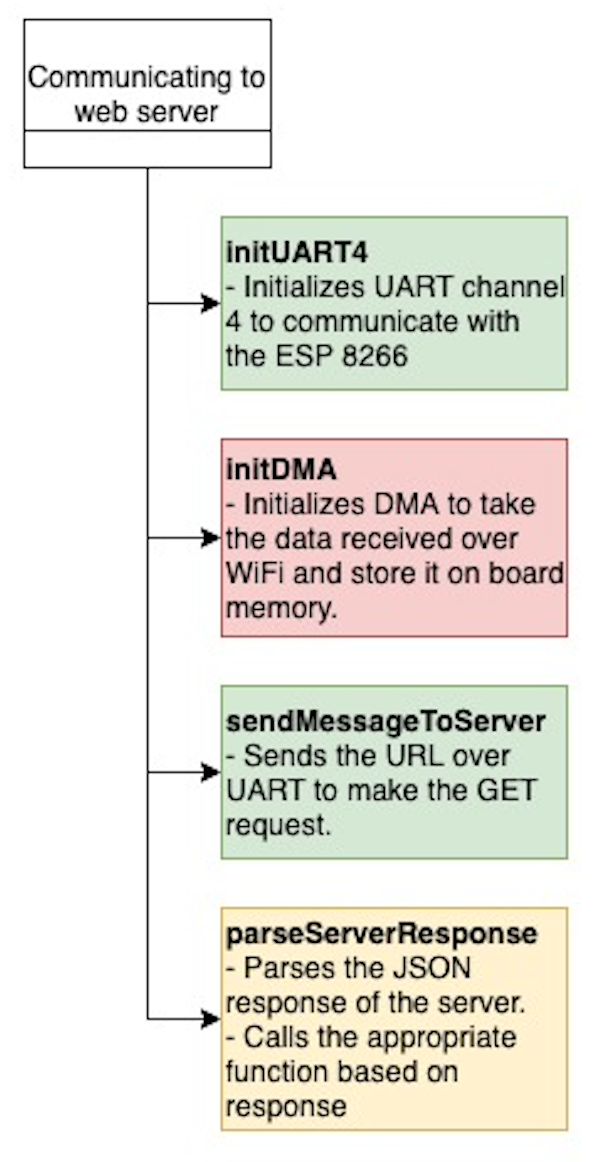 Communicating to
web server
initUART4
- Initializes UART channel
4 to communicate with
the ESP 8266
initDMA
- Initializes DMA to take
the data received over
WiFi and store it on board
memory.
sendMessageToServer
- Sends the URL over
UART to make the GET
request.
parseServerResponse
- Parses the JSON
response of the server.
- Calls the appropriate
function based on
response